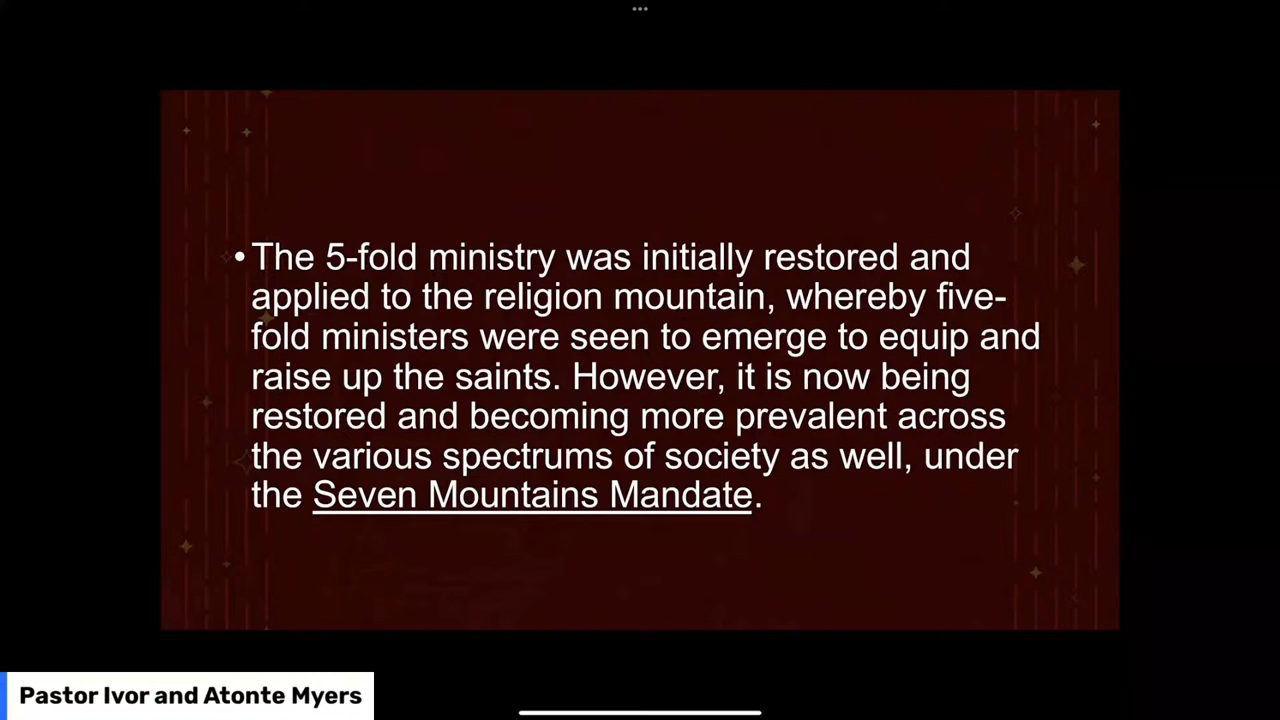 • The 5-fold ministry was initially restored and
applied to the religion mountain, whereby five-
fold ministers were seen to emerge to equip and
raise up the saints. However, it is now being
restored and becoming more prevalent across
the various spectrums of society as well, under
the Seven Mountains Mandate.
Pastor Ivor and Atonte Myers